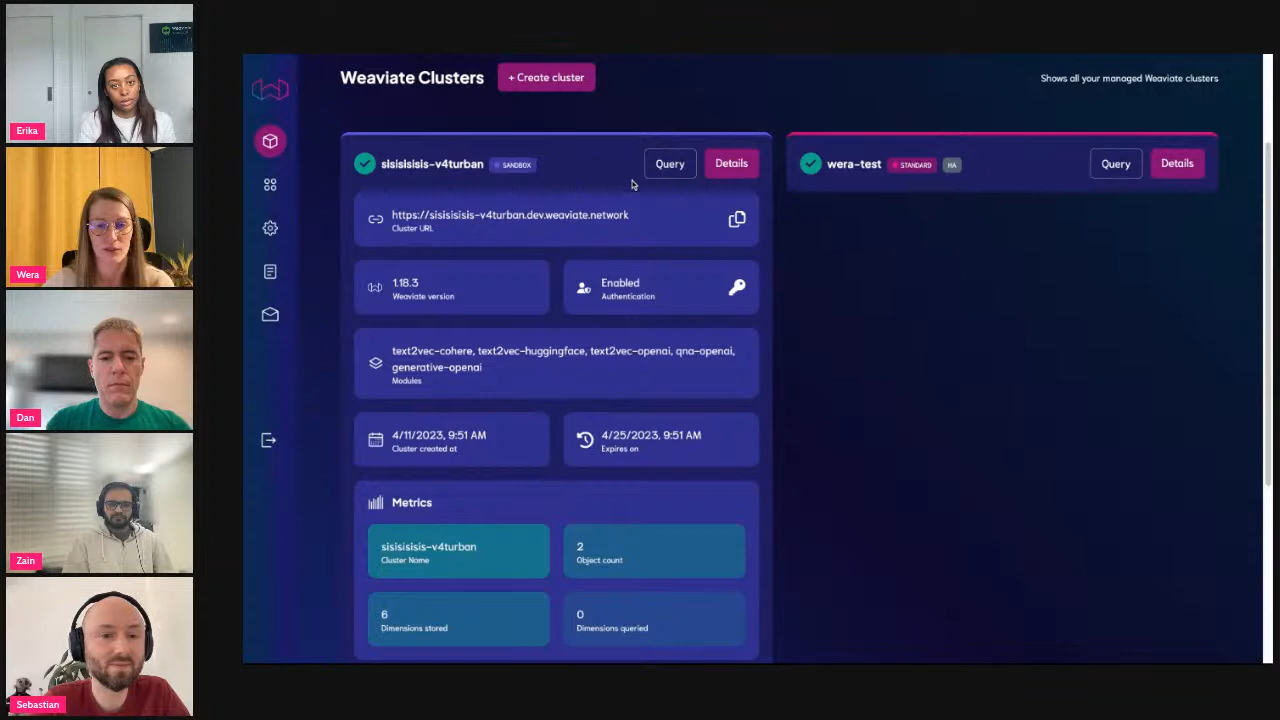 Weaviate
Erika
Wera
Dan
Zain
Sebastian
Weaviate Clusters
+ Create cluster
Shows all your managed Weaviate clusters
sisisisisis-v4turban SANDBOX Query Details
https://sisisisisis-v4turban.dev.weaviate.network
Cluster URL
1.18.3
Weaviate version
Enabled
Authentication
text2vec-cohere, text2vec-huggingface, text2vec-openai, qna-openai,
generative-openai
Modules
4/11/2023, 9:51 AM
Cluster created at
4/25/2023, 9:51 AM
Expires on
Metrics
sisisisisis-v4turban
Cluster Name
2
Object count
6
Dimensions stored
0
Dimensions queried
wera-test STANDARD HA Query Details